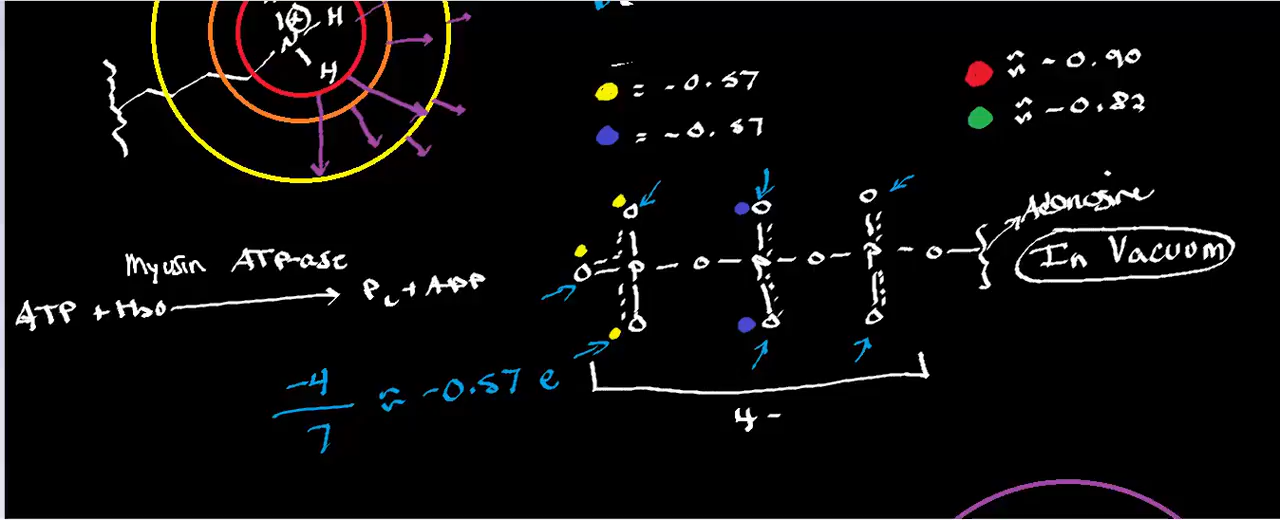 ⊕
N
H
H
= -0.57
= -0.57
≈ -0.90
≈ -0.82
O O O
O = P - O - P - O - P - O -
O O O
Adenosine
In Vacuum
Myosin ATP-ase
ATP + H2O → Pi + ADP
-4/7 ≈ -0.57 e
4 -